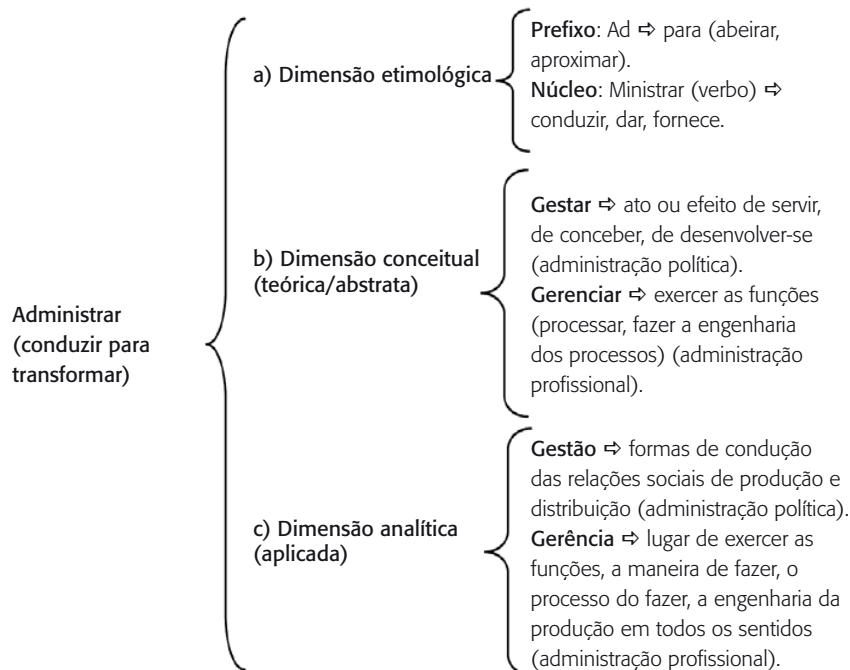 Administrar
(conduzir para
transformar)
a) Dimensão etimológica
Prefixo: Ad ⇨ para (abeirar,
aproximar).
Núcleo: Ministrar (verbo) ⇨
conduzir, dar, fornece.
b) Dimensão conceitual
(teórica/abstrata)
Gestar ⇨ ato ou efeito de servir,
de conceber, de desenvolver-se
(administração política).
Gerenciar ⇨ exercer as funções
(processar, fazer a engenharia
dos processos) (administração
profissional).
c) Dimensão analítica
(aplicada)
Gestão ⇨ formas de condução
das relações sociais de produção e
distribuição (administração política).
Gerência ⇨ lugar de exercer as
funções, a maneira de fazer, o
processo do fazer, a engenharia da
produção em todos os sentidos
(administração profissional).